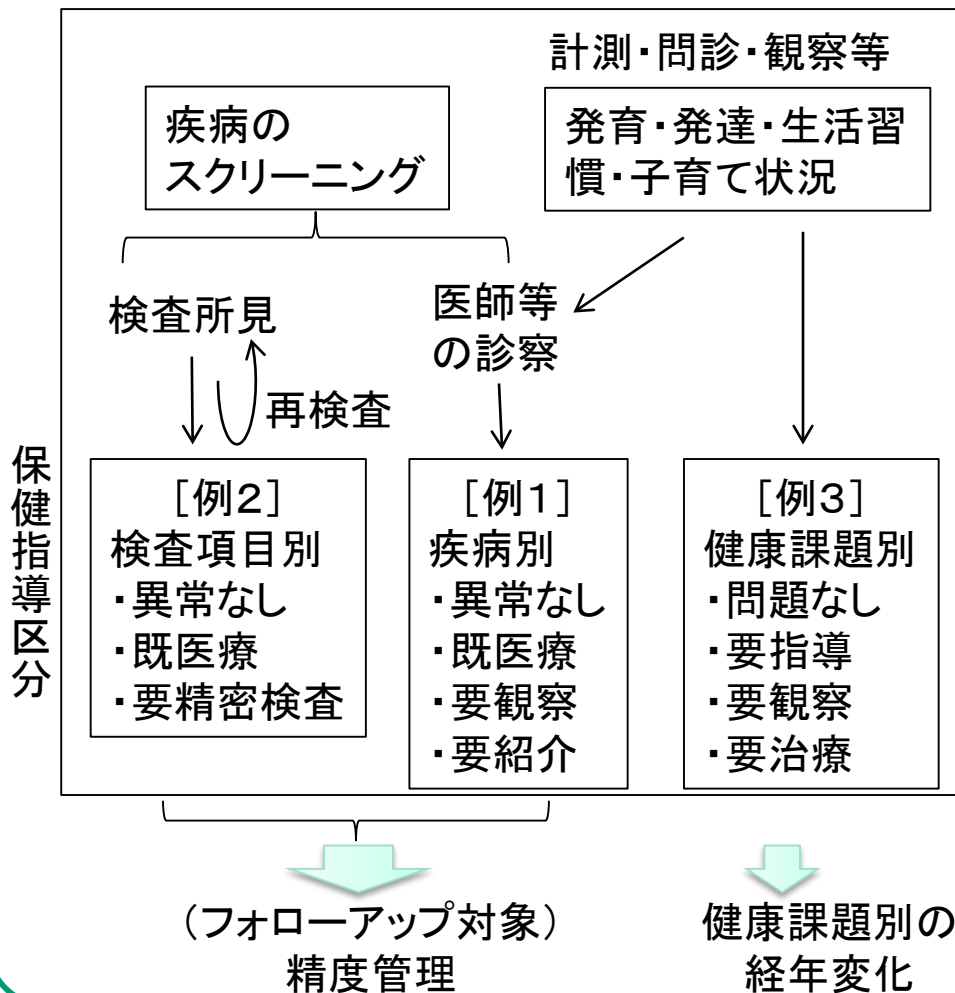 計測・問診・観察等
疾病の
スクリーニング
発育・発達・生活習
慣・子育て状況
検査所見
医師等
の診察
再検査
保健指導区分
［例２］
検査項目別
・異常なし
・既医療
・要精密検査
［例１］
疾病別
・異常なし
・既医療
・要観察
・要紹介
［例３］
健康課題別
・問題なし
・要指導
・要観察
・要治療
（フォローアップ対象）
精度管理
健康課題別の
経年変化